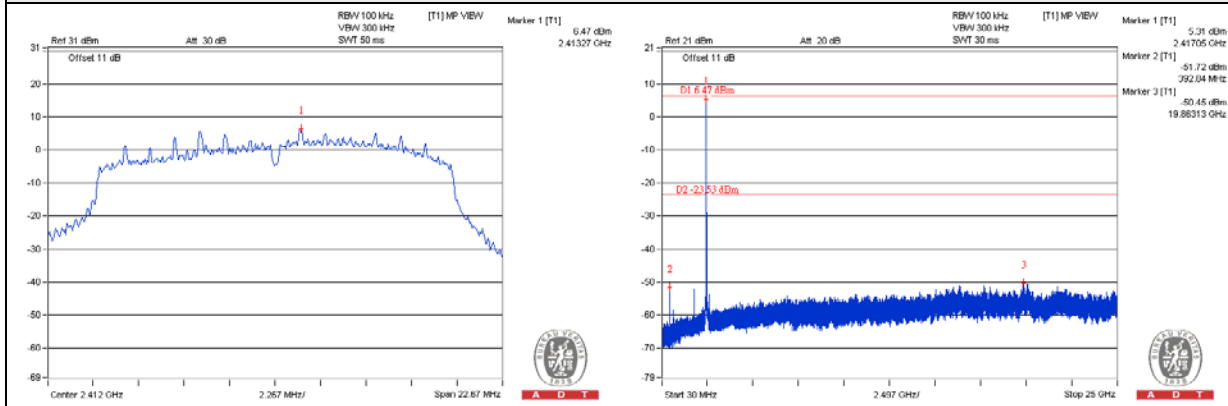 RBW 100 kHz
[T1] MP VIEW
VBW 300 kHz
Ref 31 dBm
Att 30 dB
SWT 50 ms
Marker 1 [T1]
6.47 dBm
2.41327 GHz
Offset 11 dB
31
20
10
0
-10
-20
-30
-40
-50
-60
-69
1
Center 2.412 GHz
2.267 MHz/
Span 22.67 MHz
BUREAU VERITAS
1828
A D T
RBW 100 kHz
[T1] MP VIEW
VBW 300 kHz
Ref 21 dBm
Att 20 dB
SWT 30 ms
Marker 1 [T1]
5.31 dBm
2.41705 GHz
Marker 2 [T1]
-51.72 dBm
392.04 MHz
Marker 3 [T1]
-50.45 dBm
19.86313 GHz
Offset 11 dB
21
10
0
-10
-20
-30
-40
-50
-60
-70
-79
1
D1 6.47 dBm
D2 -23.53 dBm
2
3
Start 30 MHz
2.497 GHz/
Stop 25 GHz
BUREAU VERITAS
1828
A D T